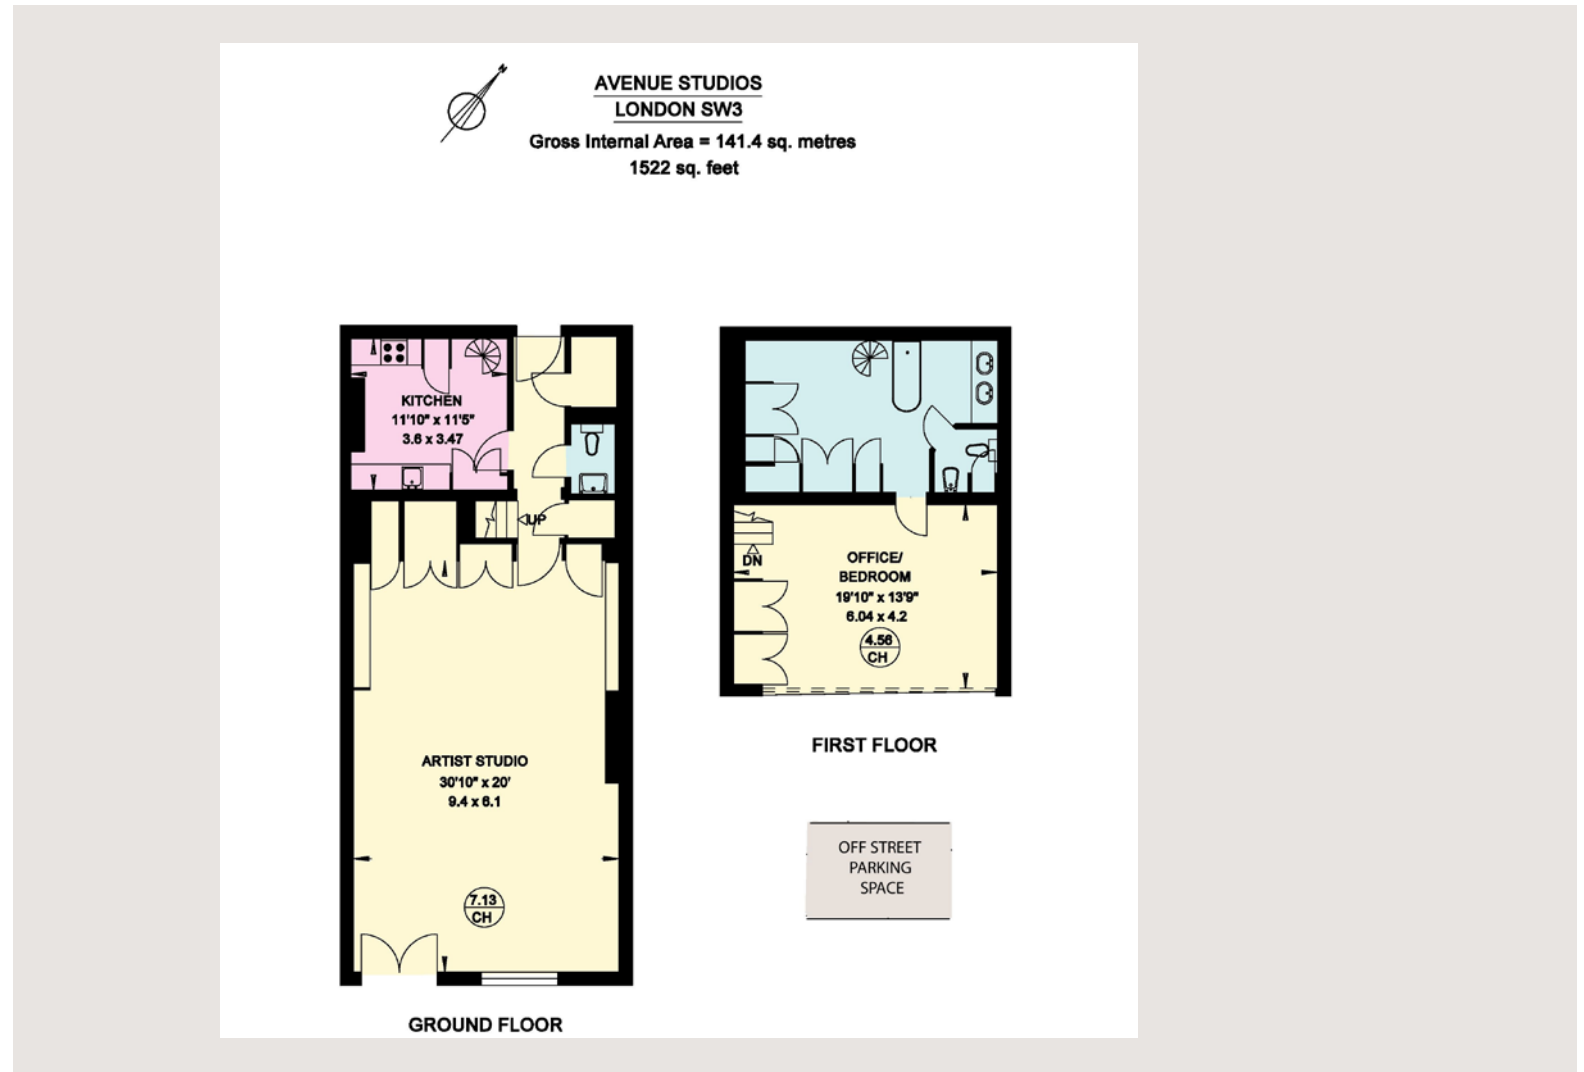 N
AVENUE STUDIOS
LONDON SW3
Gross Internal Area = 141.4 sq. metres
1522 sq. feet
KITCHEN
11'10" x 11'5"
3.6 x 3.47
UP
ARTIST STUDIO
30'10" x 20'
9.4 x 6.1
7.13
CH
GROUND FLOOR
DN
OFFICE/
BEDROOM
19'10" x 13'9"
6.04 x 4.2
4.56
CH
FIRST FLOOR
OFF STREET
PARKING
SPACE